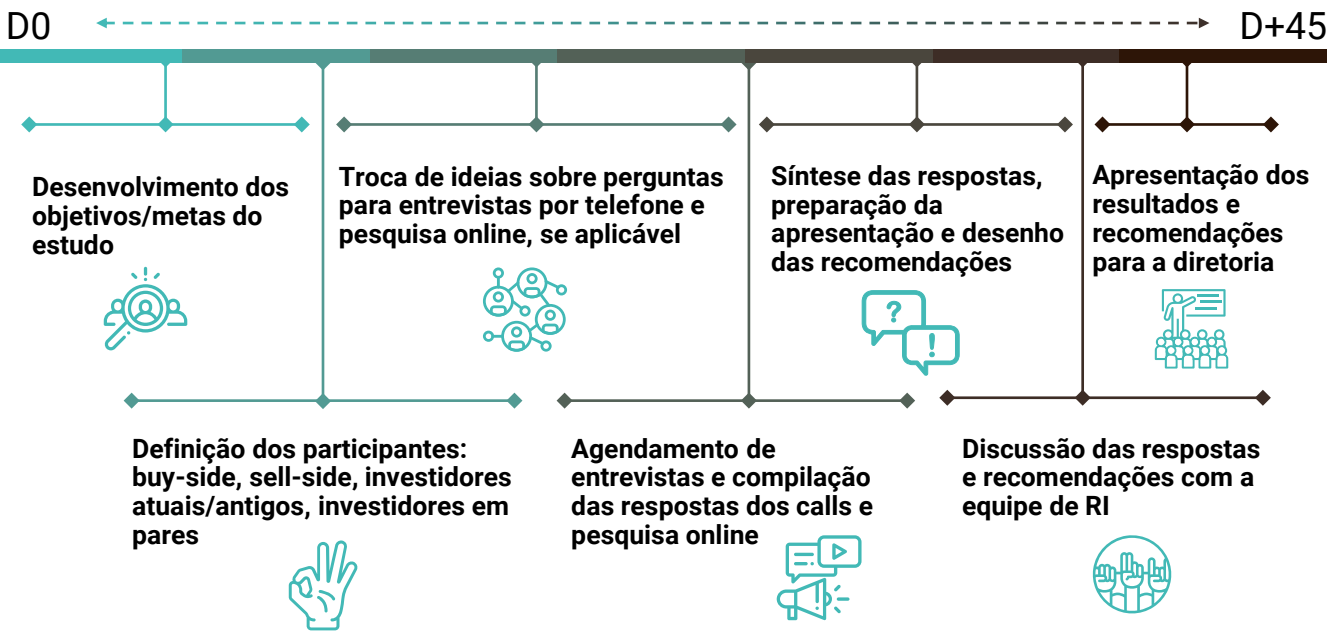 D0
D+45
Desenvolvimento dos
objetivos/metas do
estudo
Troca de ideias sobre perguntas
para entrevistas por telefone e
pesquisa online, se aplicável
Síntese das respostas,
preparação da
apresentação e desenho
das recomendações
Apresentação dos
resultados e
recomendações
para a diretoria
?
!
Definição dos participantes:
buy-side, sell-side, investidores
atuais/antigos, investidores em
pares
Agendamento de
entrevistas e compilação
das respostas dos calls e
pesquisa online
Discussão das respostas
e recomendações com a
equipe de RI